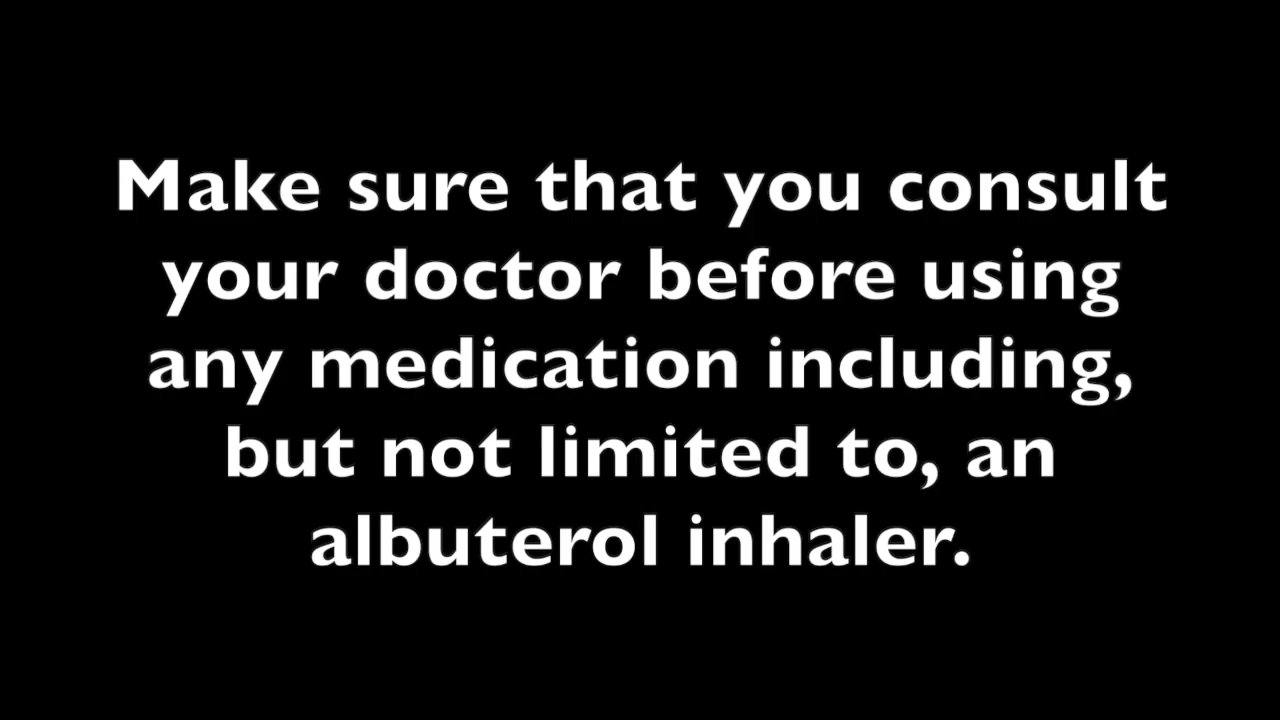 Make sure that you consult
your doctor before using
any medication including,
but not limited to, an
albuterol inhaler.